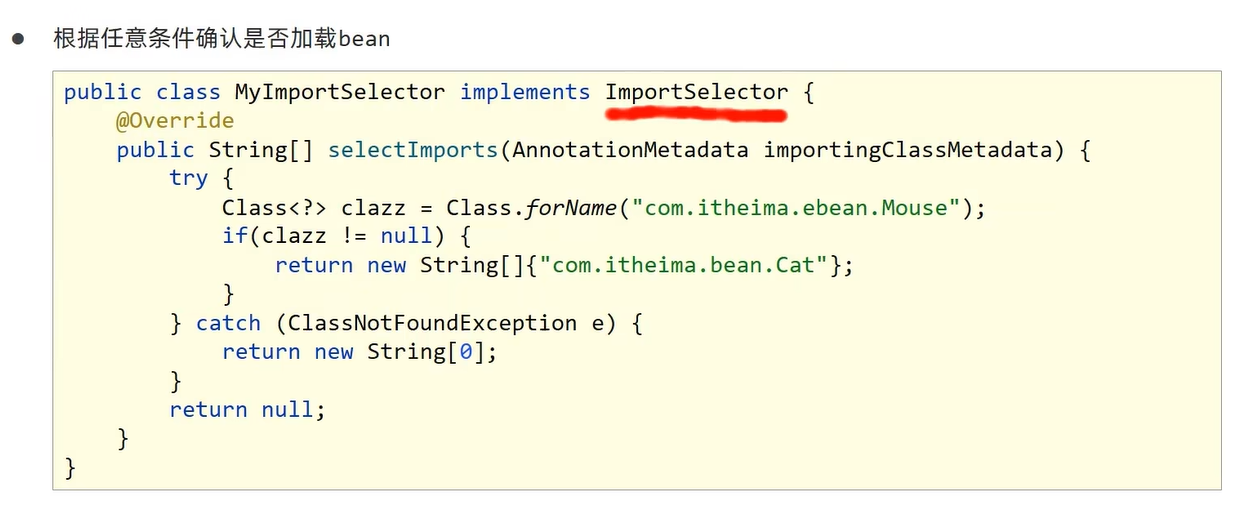 ● 根据任意条件确认是否加载bean
public class MyImportSelector implements ImportSelector {
    @Override
    public String[] selectImports(AnnotationMetadata importingClassMetadata) {
        try {
            Class<?> clazz = Class.forName("com.itheima.ebean.Mouse");
            if(clazz != null) {
                return new String[]{"com.itheima.bean.Cat"};
            }
        } catch (ClassNotFoundException e) {
            return new String[0];
        }
        return null;
    }
}